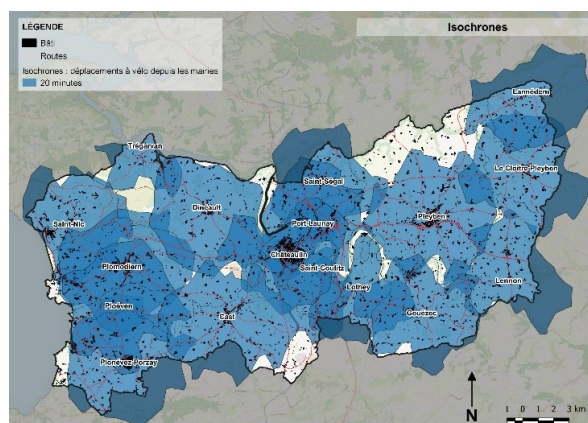 Isochrones
LÉGENDE
Bâti
Routes
Isochrones : déplacements à vélo depuis les mairies
20 minutes
Lannédern
Trégarvan
Le Cloître-Pleyben
Saint-Ségal
Dinéault
Pleyben
Saint-Nic
Port-Launay
Châteaulin
Plomodiern
Saint-Coulitz
Lennon
Lothey
Ploéven
Gouézec
Cast
Plonévez-Porzay
N
1 0 1 2 3 km